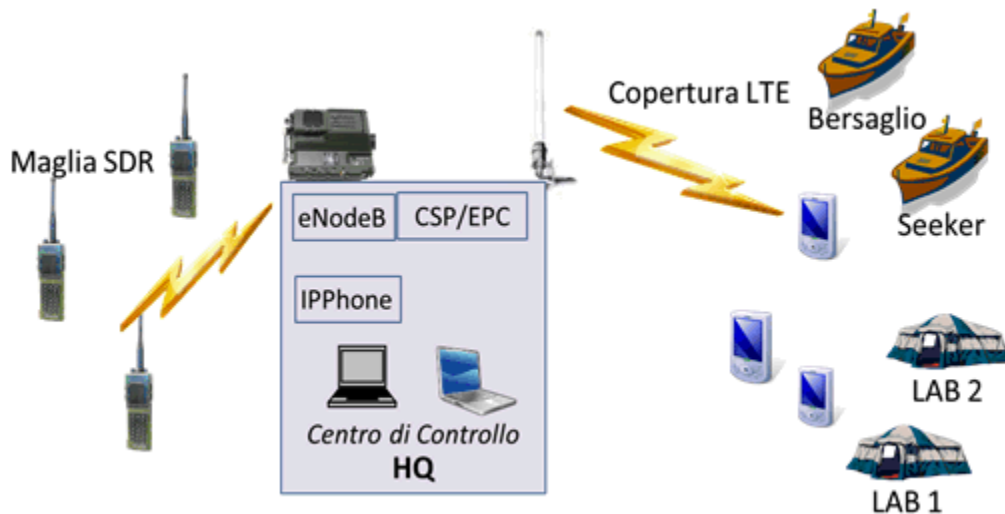 Copertura LTE
Bersaglio
Maglia SDR
eNodeB
CSP/EPC
Seeker
IPPhone
LAB 2
Centro di Controllo
HQ
LAB 1